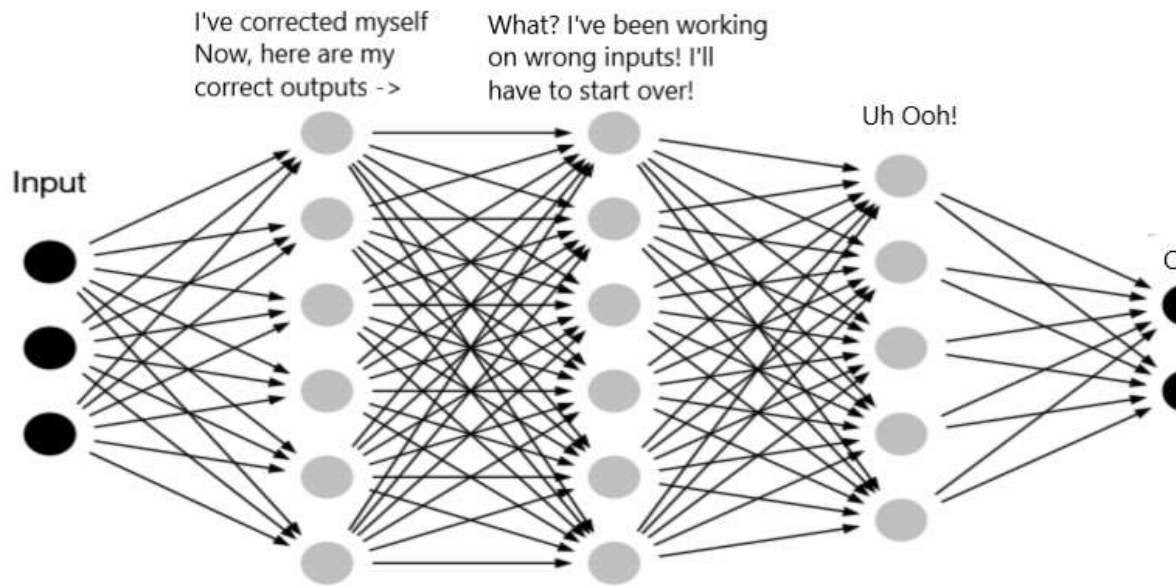 I've corrected myself
Now, here are my
correct outputs ->
What? I've been working
on wrong inputs! I'll
have to start over!
Uh Ooh!
Input